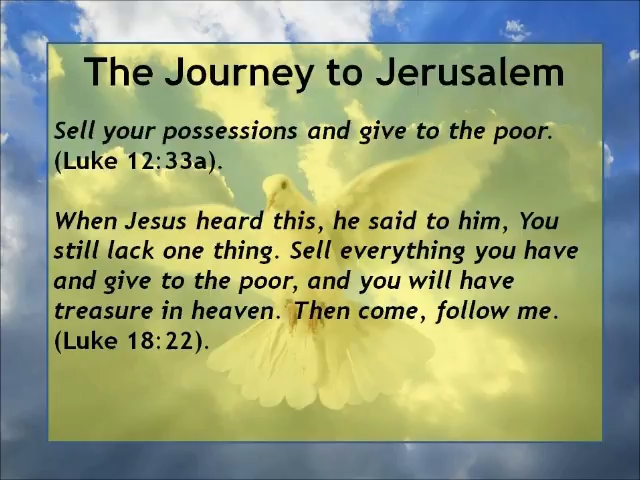 The Journey to Jerusalem
Sell your possessions and give to the poor.
(Luke 12:33a).
When Jesus heard this, he said to him, You
still lack one thing. Sell everything you have
and give to the poor, and you will have
treasure in heaven. Then come, follow me.
(Luke 18:22).